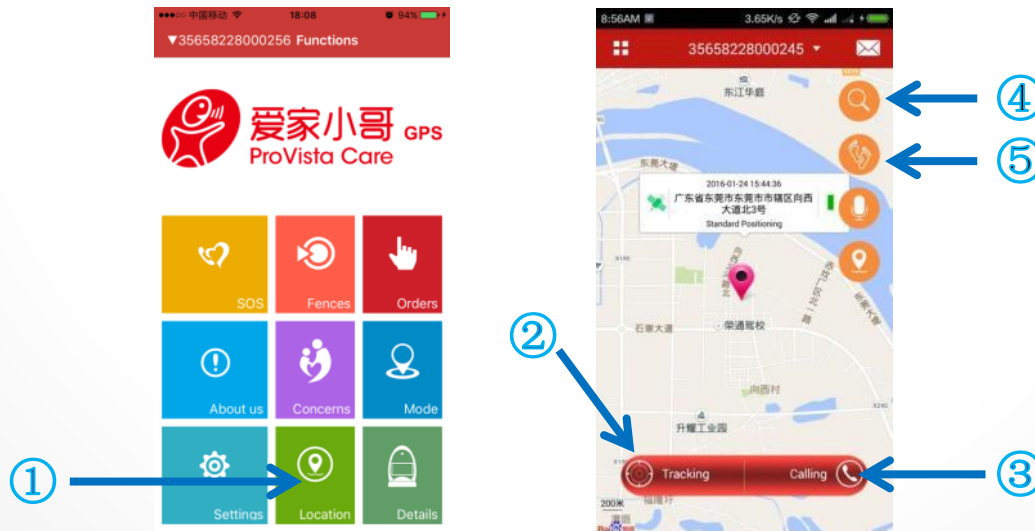 中国移动
18:08
94%
▼35658228000256 Functions
爱家小哥 GPS
ProVista Care
SOS
Fences
Orders
About us
Concerns
Mode
Settings
Location
Details
①
8:56AM
3.65K/s
35658228000245
东江华庭
东莞大堤
2016-01-24 15:44:36
广东省东莞市东莞市市辖区向西
大道北3号
Standard Positioning
X198
石寮大道
荣通驾校
向西村
X240
升耀工业园
Tracking
Calling
200米
②
③
④
⑤